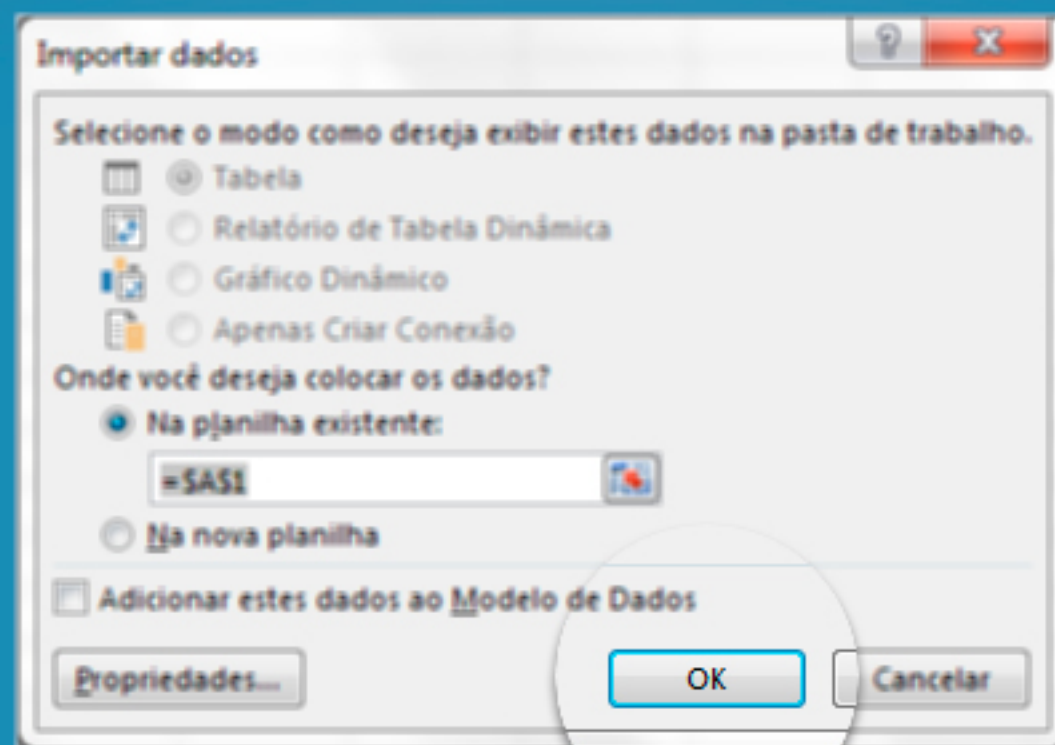 Importar dados
Selecione o modo como deseja exibir estes dados na pasta de trabalho.
Tabela
Relatório de Tabela Dinâmica
Gráfico Dinâmico
Apenas Criar Conexão
Onde você deseja colocar os dados?
Na planilha existente:
=$A$1
Na nova planilha
Adicionar estes dados ao Modelo de Dados
Propriedades... OK Cancelar